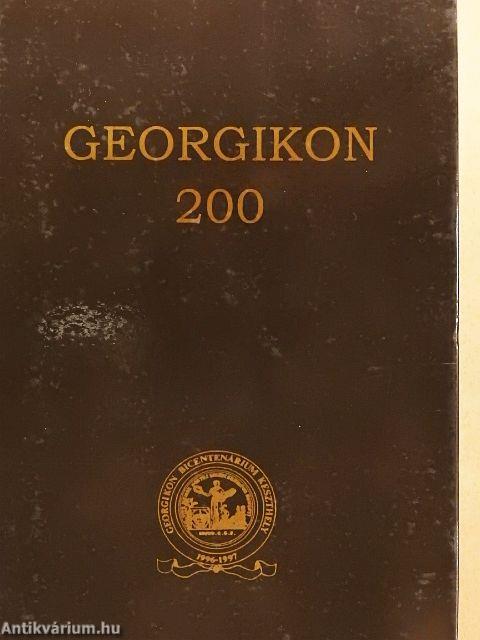 GEORGIKON
200
GEORGIKON BICENTENÁRIUM KESZTHELY
1996-1997
Antikvárium.hu